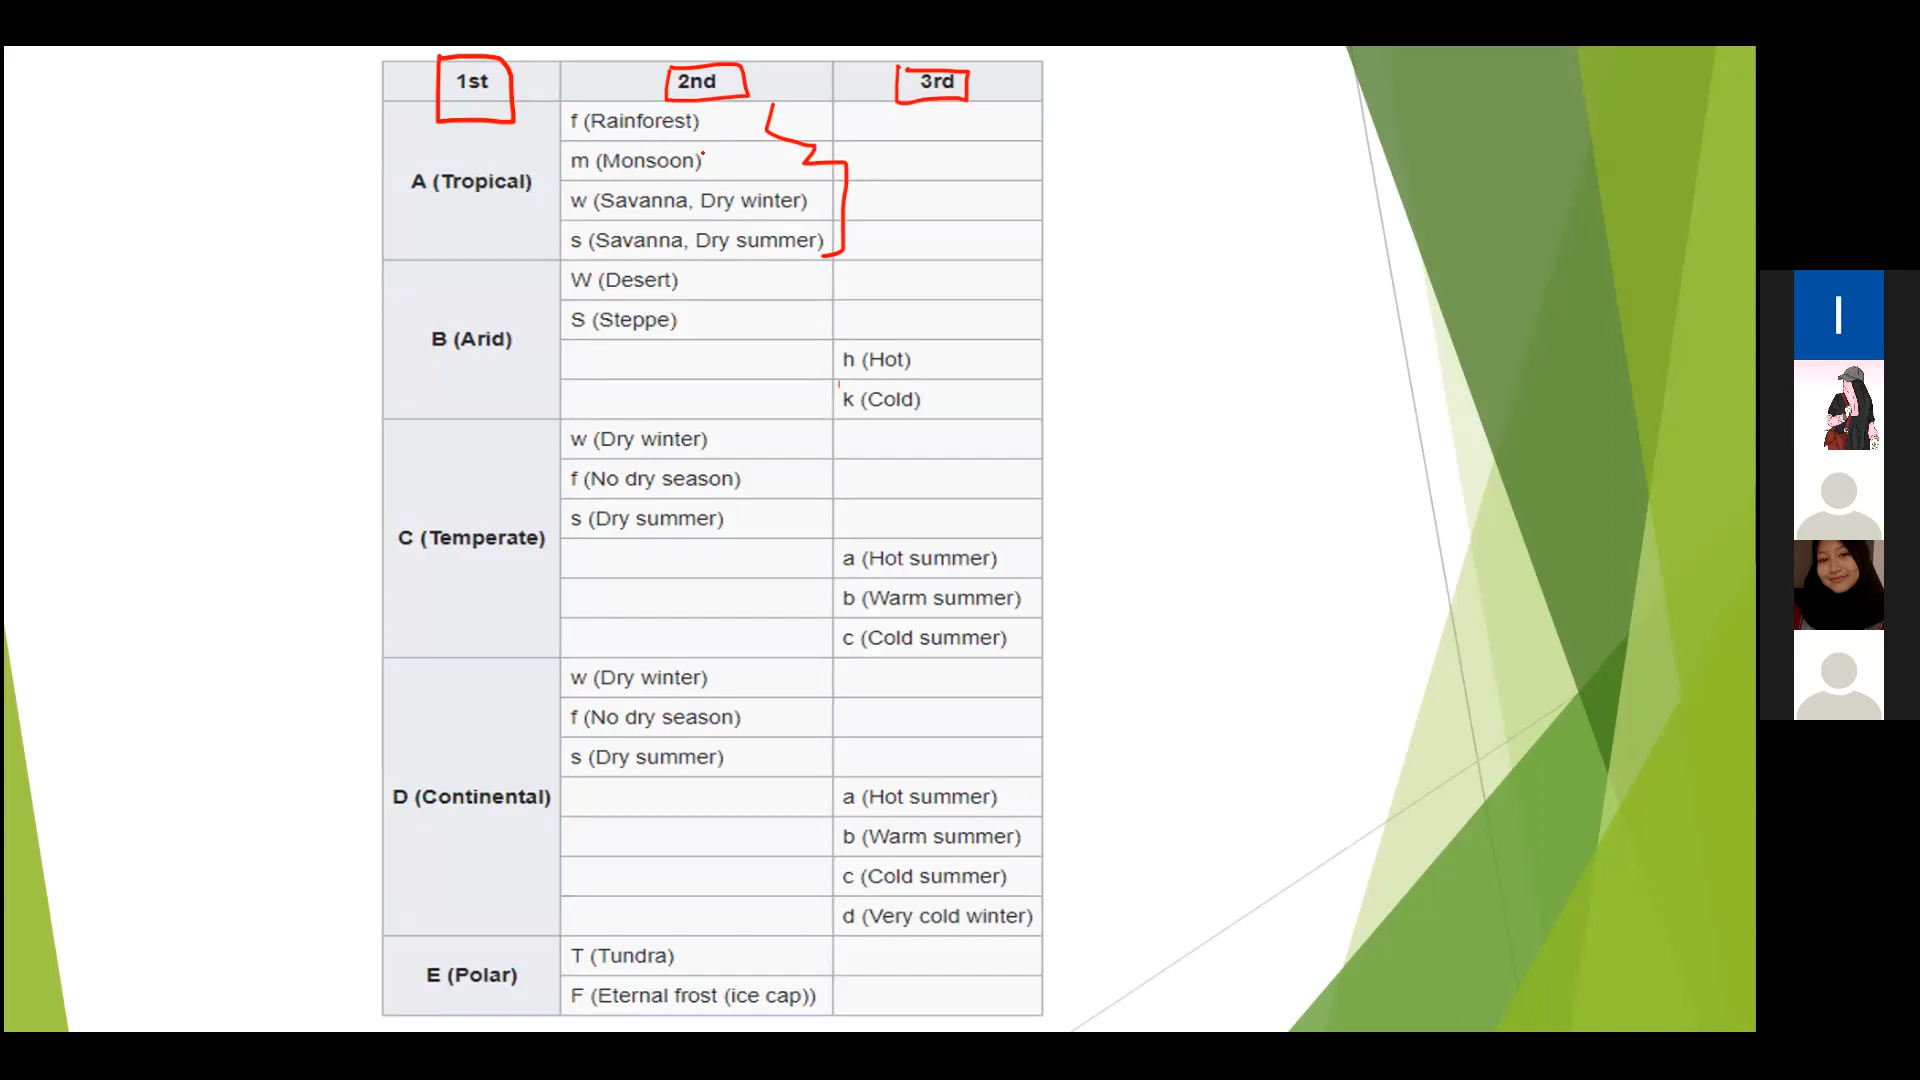 1st 2nd 3rd
A (Tropical)
f (Rainforest)
m (Monsoon)
w (Savanna, Dry winter)
s (Savanna, Dry summer)
B (Arid)
W (Desert)
S (Steppe)
h (Hot)
k (Cold)
C (Temperate)
w (Dry winter)
f (No dry season)
s (Dry summer)
a (Hot summer)
b (Warm summer)
c (Cold summer)
D (Continental)
w (Dry winter)
f (No dry season)
s (Dry summer)
a (Hot summer)
b (Warm summer)
c (Cold summer)
d (Very cold winter)
E (Polar)
T (Tundra)
F (Eternal frost (ice cap))
I